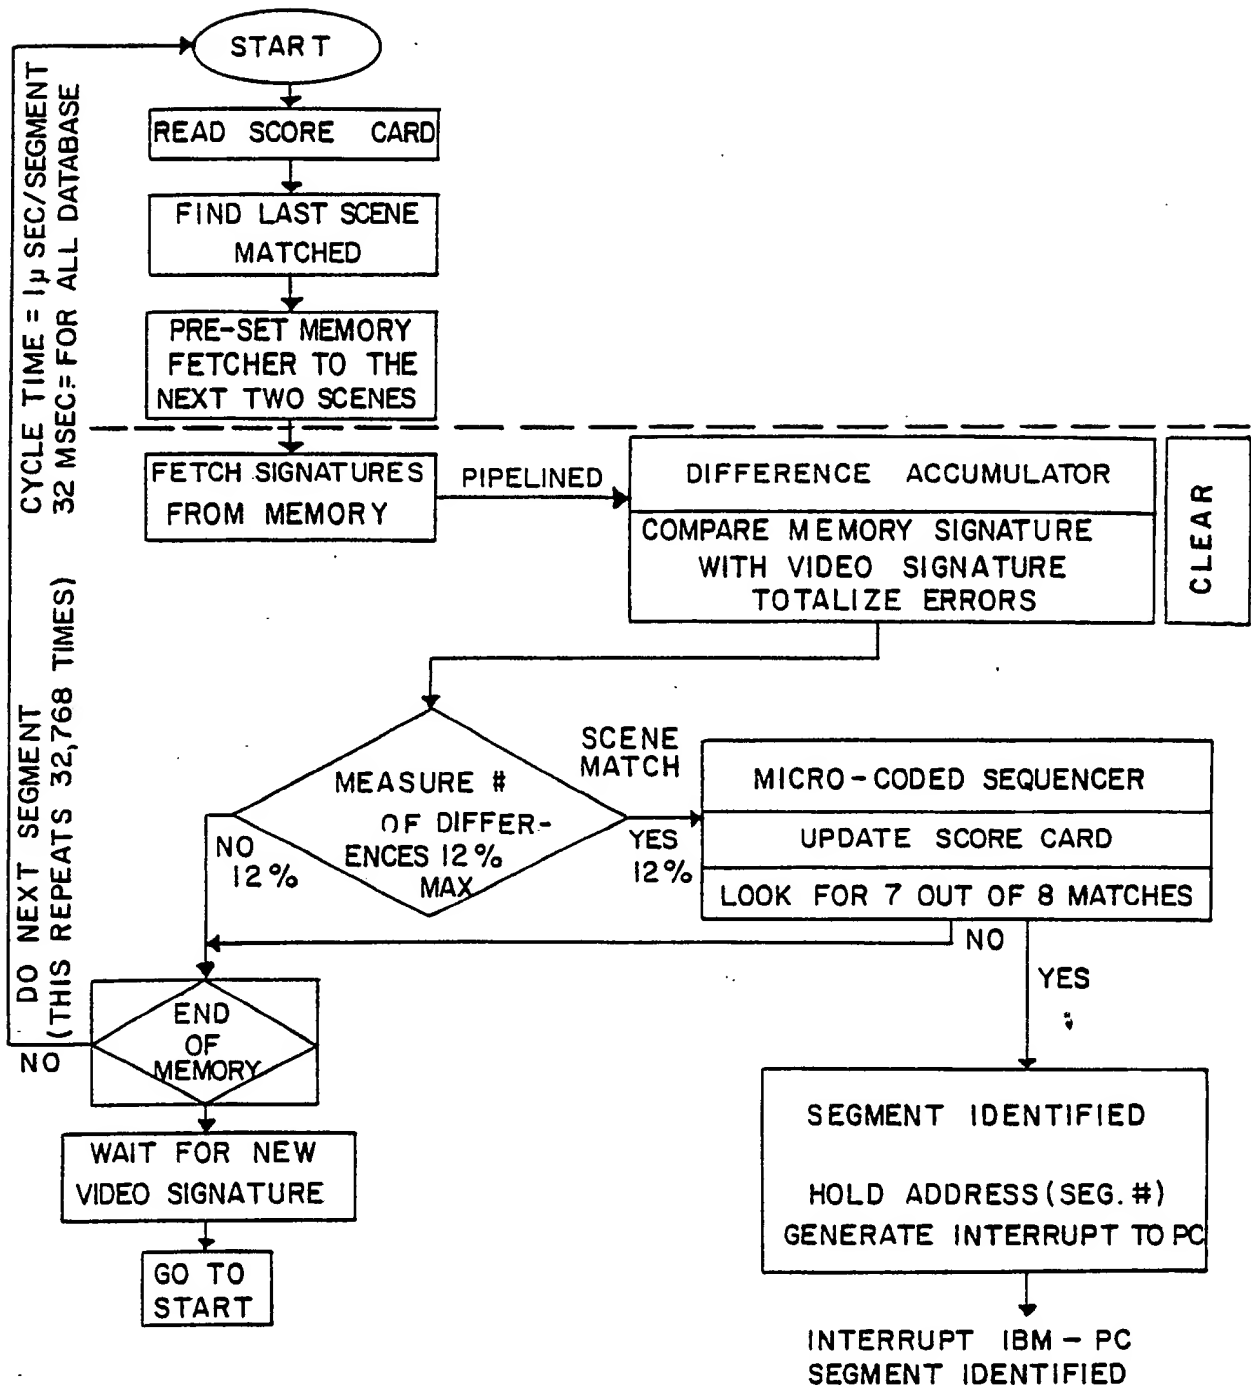 START
READ SCORE CARD
FIND LAST SCENE
MATCHED
PRE-SET MEMORY
FETCHER TO THE
NEXT TWO SCENES
CYCLE TIME = 1µ SEC/SEGMENT
32 MSEC= FOR ALL DATABASE
FETCH SIGNATURES
FROM MEMORY
PIPELINED
DIFFERENCE ACCUMULATOR
COMPARE MEMORY SIGNATURE
WITH VIDEO SIGNATURE
TOTALIZE ERRORS
CLEAR
DO NEXT SEGMENT
(THIS REPEATS 32,768 TIMES)
MEASURE #
OF DIFFER-
ENCES 12%
MAX
NO
12%
SCENE
MATCH
YES
12%
MICRO-CODED SEQUENCER
UPDATE SCORE CARD
LOOK FOR 7 OUT OF 8 MATCHES
NO
YES
END
OF
MEMORY
NO
WAIT FOR NEW
VIDEO SIGNATURE
GO TO
START
SEGMENT IDENTIFIED
HOLD ADDRESS (SEG. #)
GENERATE INTERRUPT TO PC
INTERRUPT IBM - PC
SEGMENT IDENTIFIED